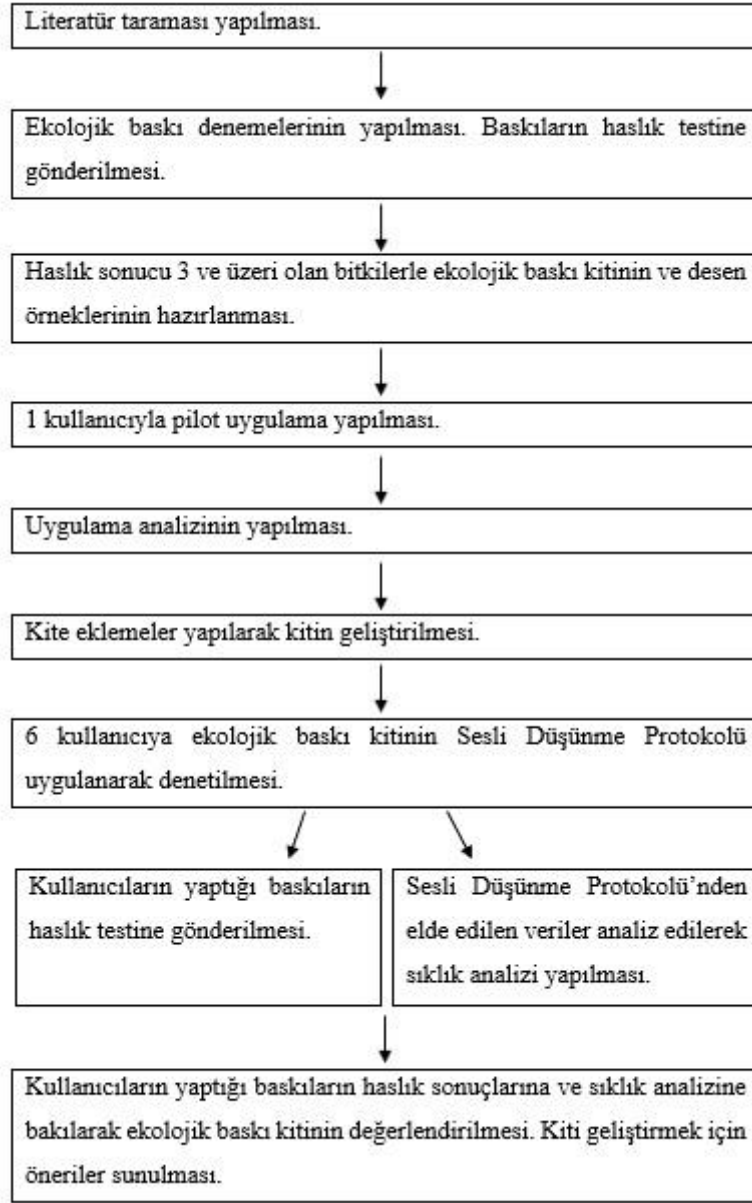 Literatür taraması yapılması.
Ekolojik baskı denemelerinin yapılması. Baskıların haslık testine
gönderilmesi.
Haslık sonucu 3 ve üzeri olan bitkilerle ekolojik baskı kitinin ve desen
örneklerinin hazırlanması.
1 kullanıcıyla pilot uygulama yapılması.
Uygulama analizinin yapılması.
Kite eklemeler yapılarak kitin geliştirilmesi.
6 kullanıcıya ekolojik baskı kitinin Sesli Düşünme Protokolü
uygulanarak denetilmesi.
Kullanıcıların yaptığı baskıların
haslık testine gönderilmesi.
Sesli Düşünme Protokolü’nden
elde edilen veriler analiz edilerek
sıklık analizi yapılması.
Kullanıcıların yaptığı baskıların haslık sonuçlarına ve sıklık analizine
bakılarak ekolojik baskı kitinin değerlendirilmesi. Kiti geliştirmek için
öneriler sunulması.